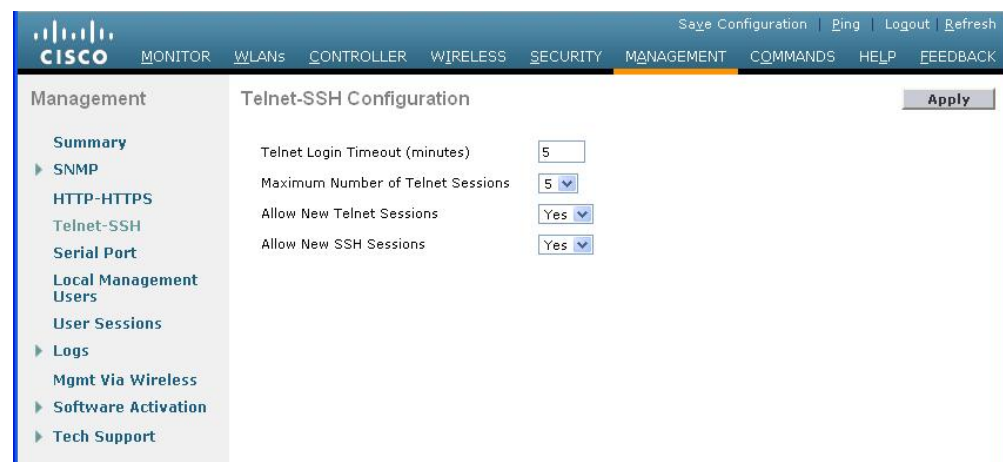 Save Configuration | Ping | Logout | Refresh
CISCO MONITOR WLANs CONTROLLER WIRELESS SECURITY MANAGEMENT COMMANDS HELP FEEDBACK
Management
Summary
SNMP
HTTP-HTTPS
Telnet-SSH
Serial Port
Local Management
Users
User Sessions
Logs
Mgmt Via Wireless
Software Activation
Tech Support
Telnet-SSH Configuration
Apply
Telnet Login Timeout (minutes) 5
Maximum Number of Telnet Sessions 5
Allow New Telnet Sessions Yes
Allow New SSH Sessions Yes